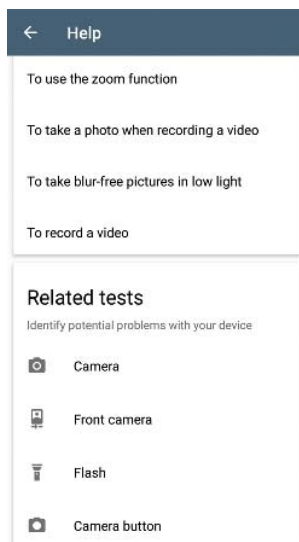 Help
To use the zoom function
To take a photo when recording a video
To take blur-free pictures in low light
To record a video
Related tests
Identify potential problems with your device
Camera
Front camera
Flash
Camera button